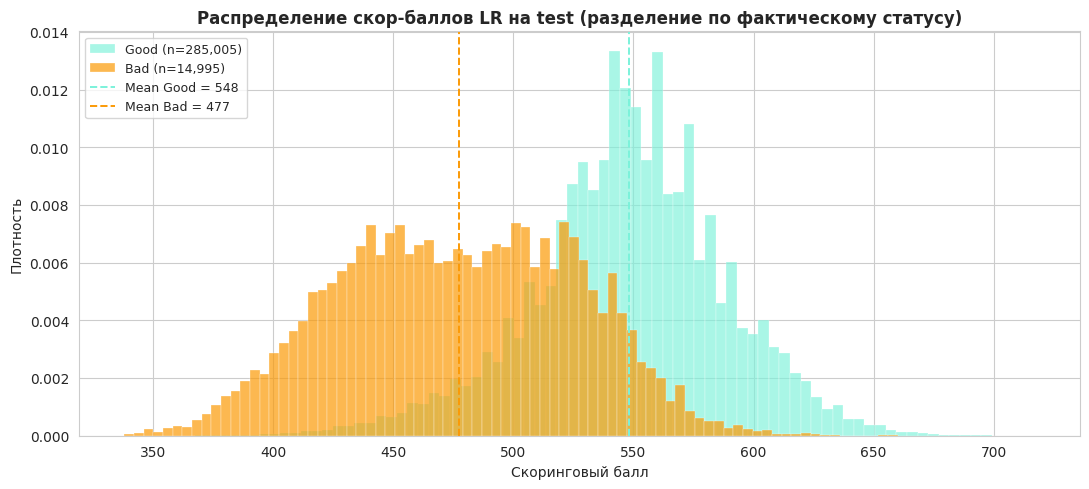 Распределение скор-баллов LR на test (разделение по фактическому статусу)
Good (n=285,005)
Bad (n=14,995)
Mean Good = 548
Mean Bad = 477
Плотность
0.014
0.012
0.010
0.008
0.006
0.004
0.002
0.000
350 400 450 500 550 600 650 700
Скоринговый балл